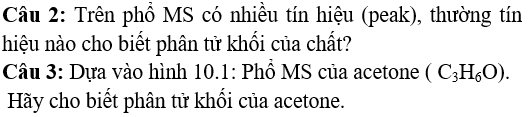 Câu 2: Trên phổ MS có nhiều tín hiệu (peak), thường tín
hiệu nào cho biết phân tử khối của chất?
Câu 3: Dựa vào hình 10.1: Phổ MS của acetone ( C₃H₆O).
Hãy cho biết phân tử khối của acetone.